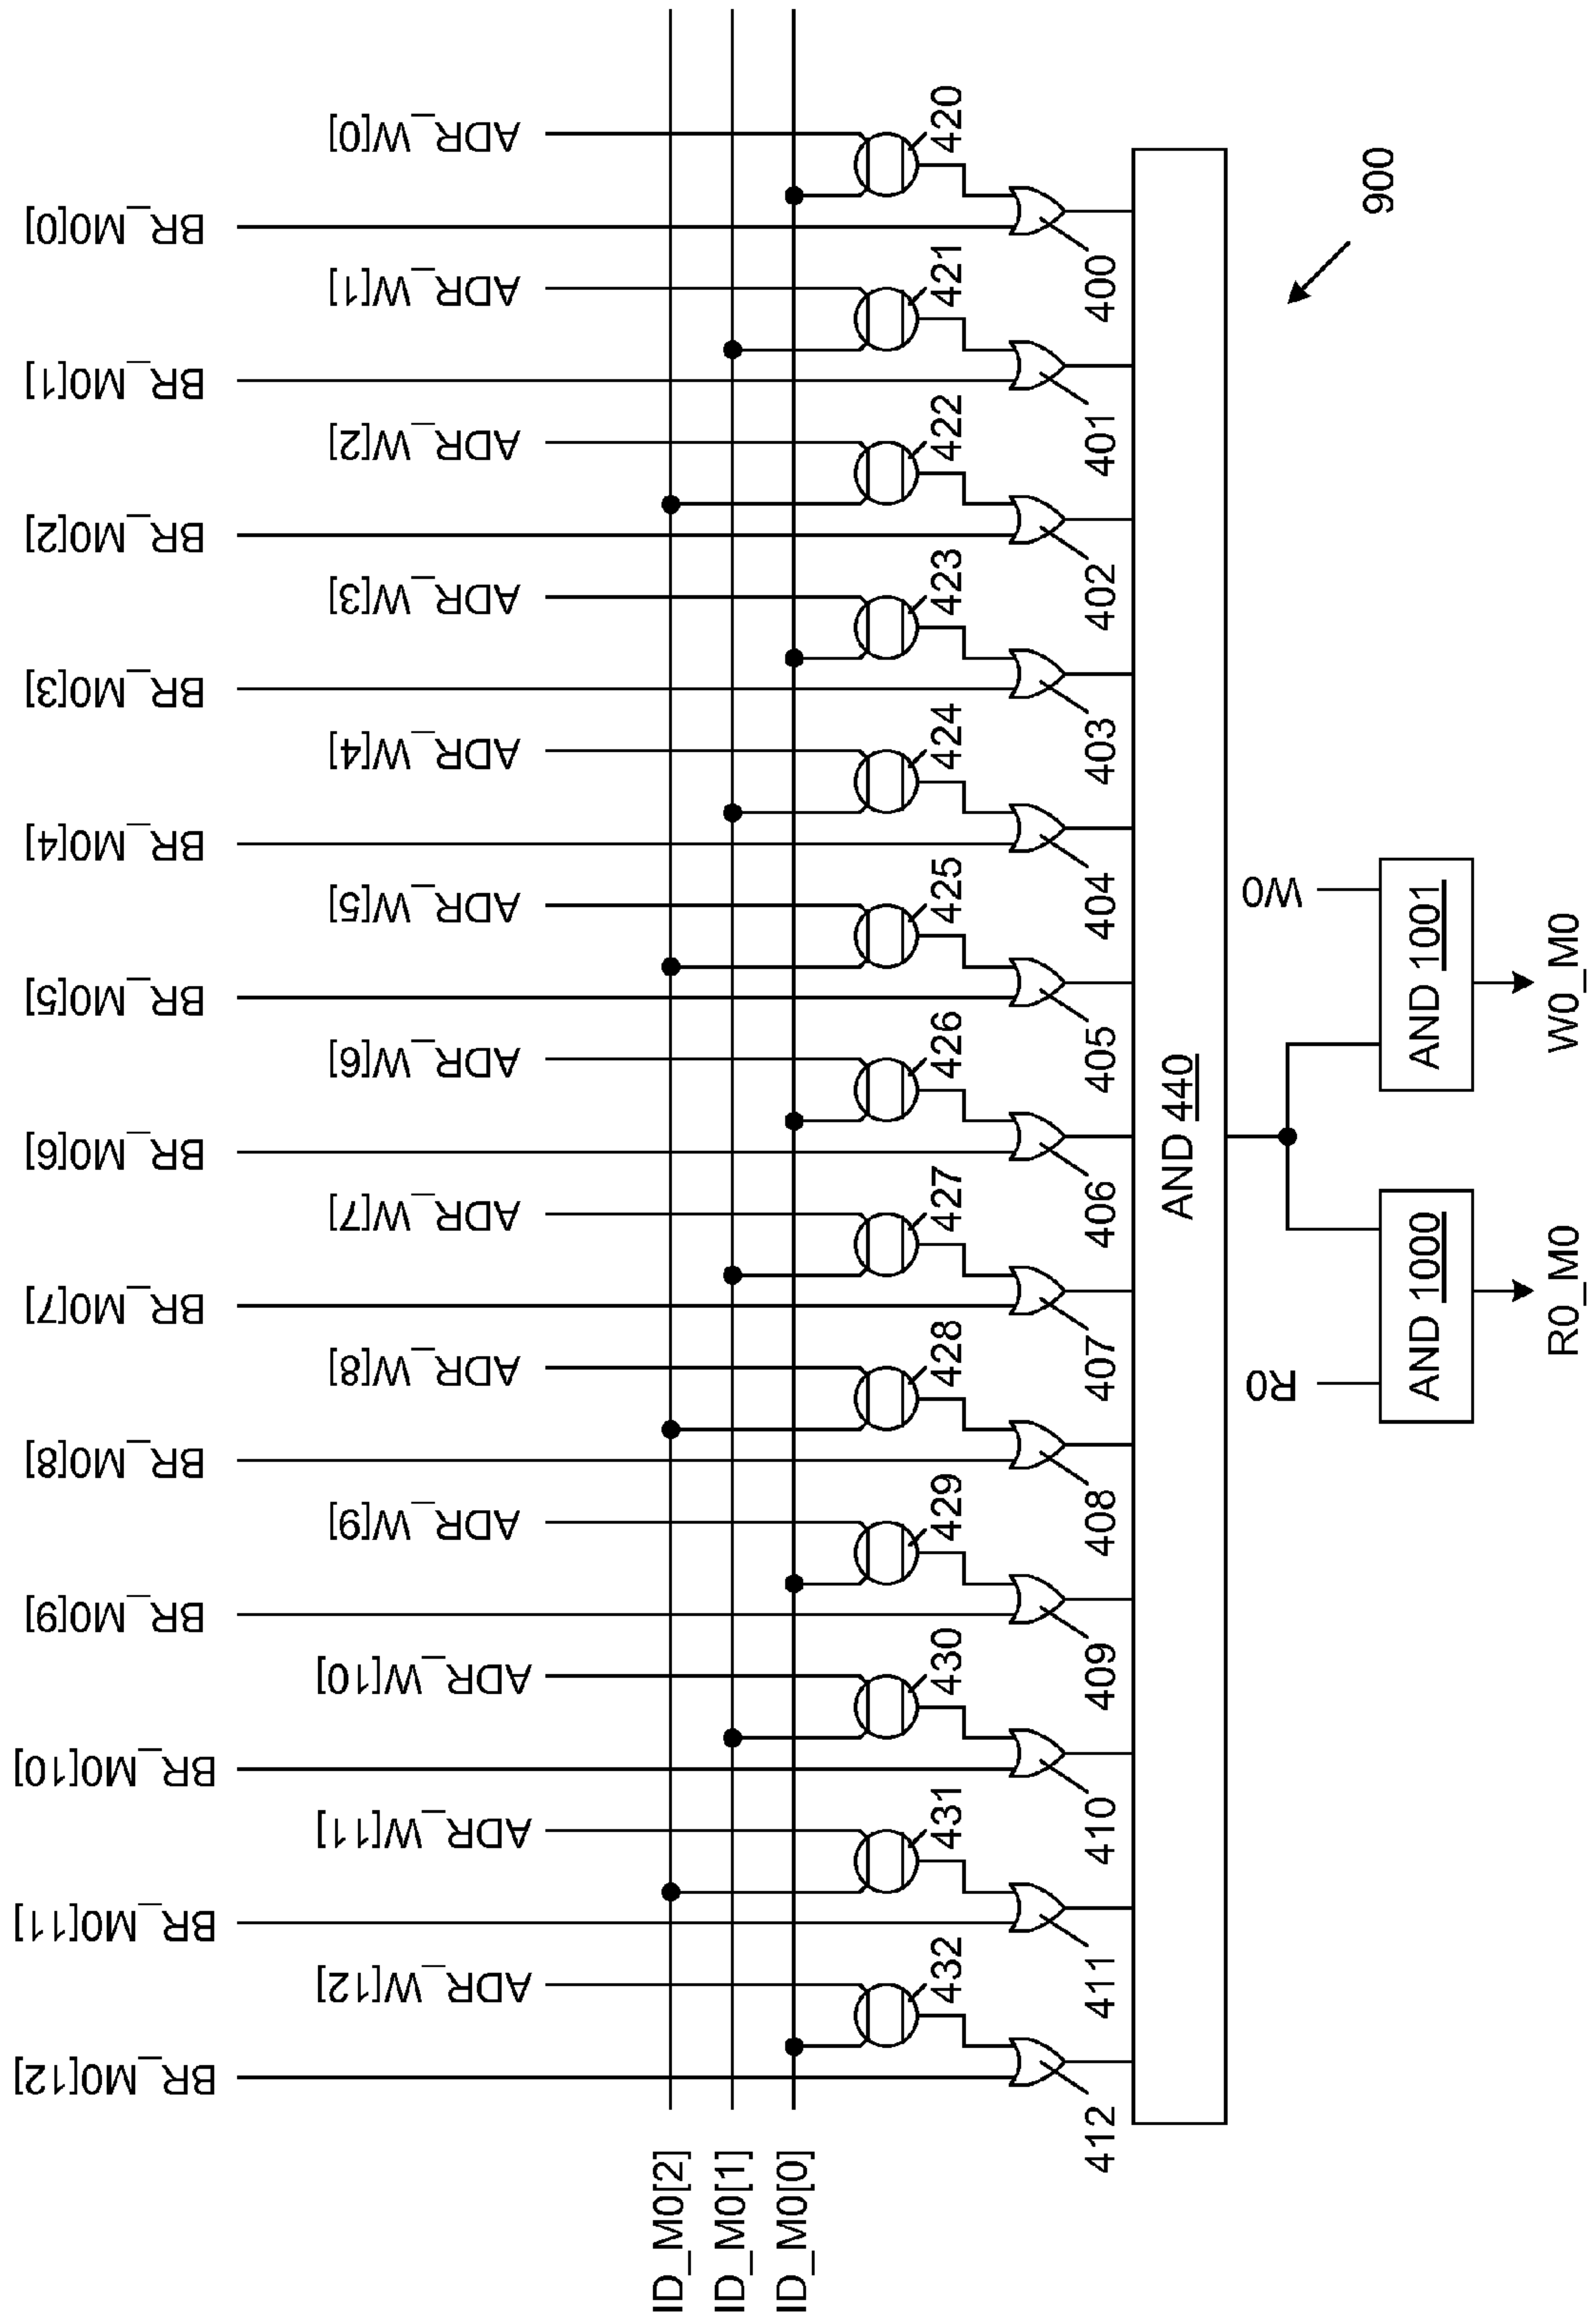 BR_M0[12]
BR_M0[11]
BR_M0[10]
BR_M0[9]
BR_M0[8]
BR_M0[7]
BR_M0[6]
BR_M0[5]
BR_M0[4]
BR_M0[3]
BR_M0[2]
BR_M0[1]
BR_M0[0]
ADR_W[12]
ADR_W[11]
ADR_W[10]
ADR_W[9]
ADR_W[8]
ADR_W[7]
ADR_W[6]
ADR_W[5]
ADR_W[4]
ADR_W[3]
ADR_W[2]
ADR_W[1]
ADR_W[0]
ID_M0[2]
ID_M0[1]
ID_M0[0]
432
431
430
429
428
427
426
425
424
423
422
421
420
412
411
410
409
408
407
406
405
404
403
402
401
400
AND 440
900
R0
W0
AND 1000
AND 1001
R0_M0
W0_M0